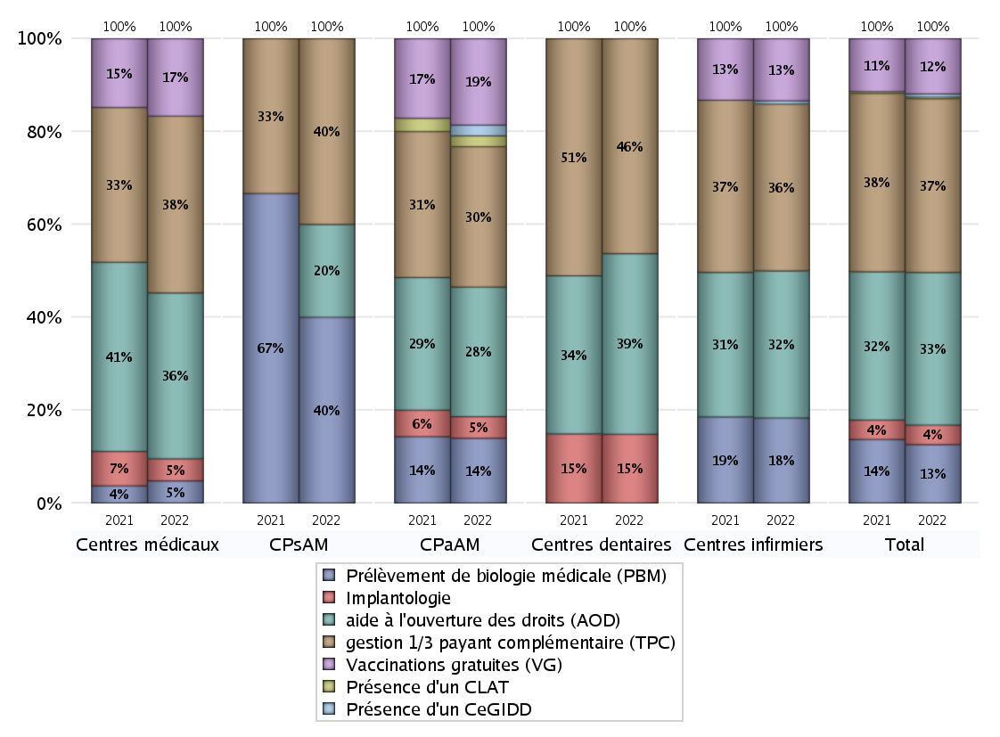 100% 100% 100% 100% 100% 100% 100% 100% 100% 100% 100% 100%
100%
15% 17% 17% 19% 13% 13% 11% 12%
33% 40% 51% 46%
80%
33% 38% 31% 30% 37% 36% 38% 37%
60%
41% 36% 20% 29% 28% 34% 39% 31% 32% 32% 33%
40%
67% 40%
20%
7% 5% 6% 5% 15% 15% 4% 4%
4% 5% 14% 14% 19% 18% 14% 13%
0%
2021 2022 2021 2022 2021 2022 2021 2022 2021 2022 2021 2022
Centres médicaux CPsAM CPaAM Centres dentaires Centres infirmiers Total
Prélèvement de biologie médicale (PBM)
Implantologie
aide à l'ouverture des droits (AOD)
gestion 1/3 payant complémentaire (TPC)
Vaccinations gratuites (VG)
Présence d'un CLAT
Présence d'un CeGIDD